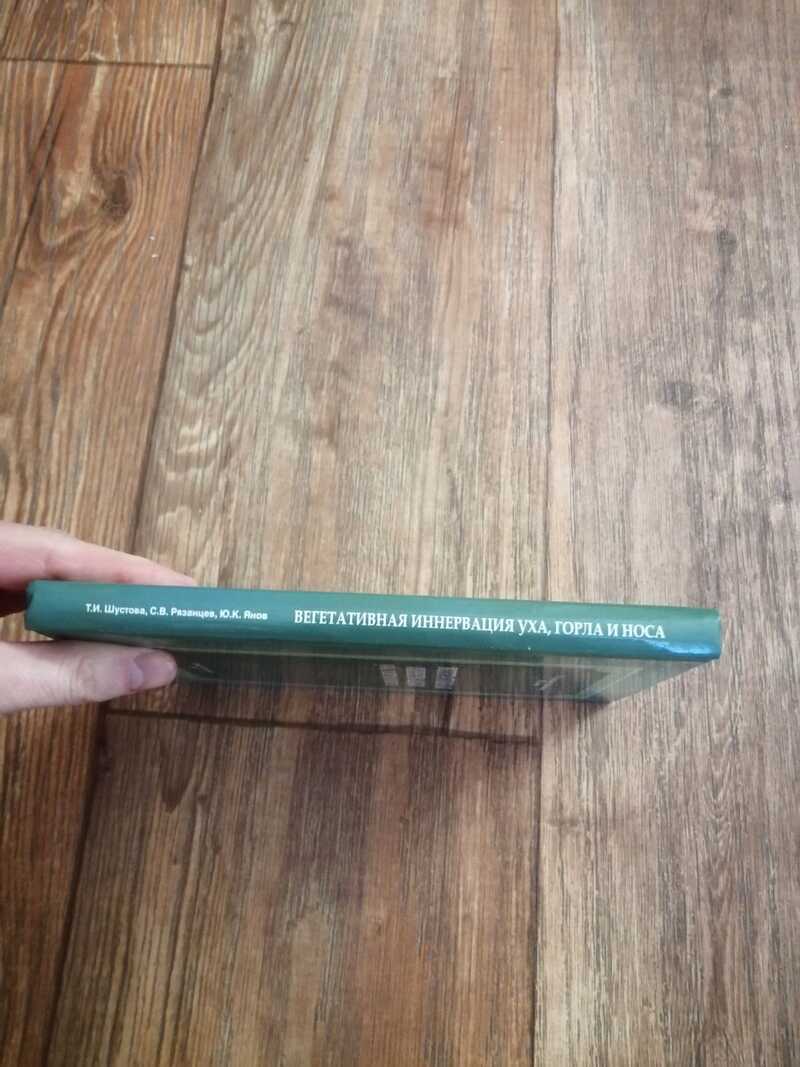 Т.И. Шустова, С.В. Рязанцев, Ю.К. Янов ВЕГЕТАТИВНАЯ ИННЕРВАЦИЯ УХА, ГОРЛА И НОСА